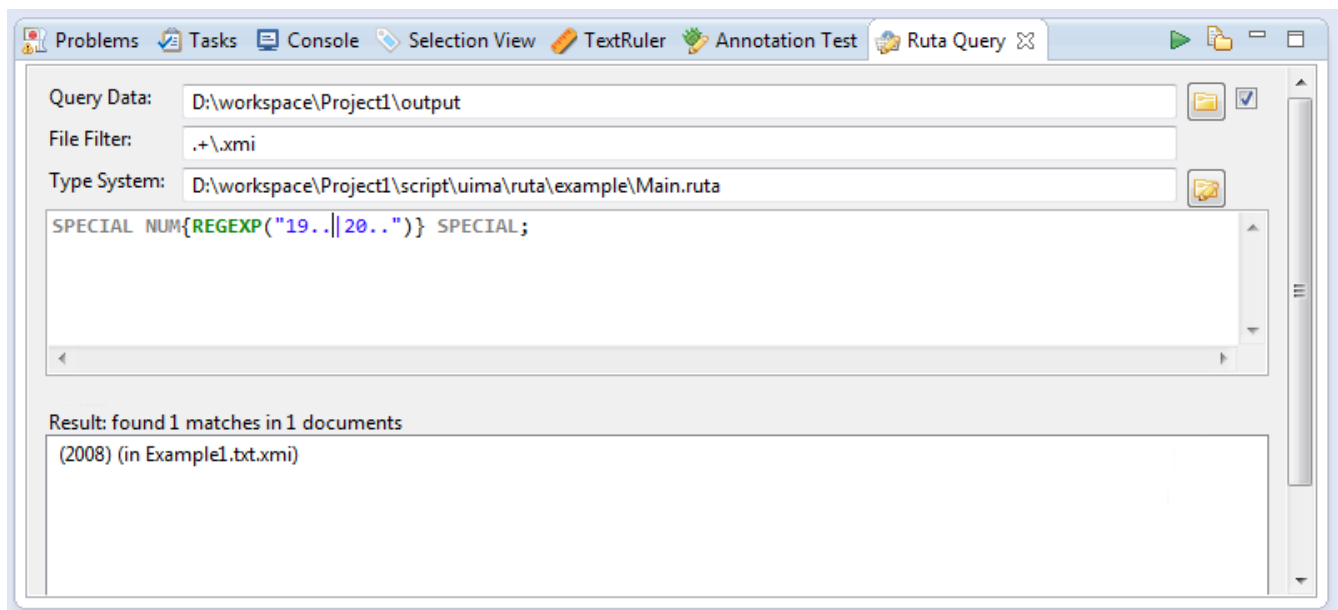 Problems Tasks Console Selection View TextRuler Annotation Test Ruta Query
Query Data: D:\workspace\Project1\output
File Filter: .+\.xmi
Type System: D:\workspace\Project1\script\uima\ruta\example\Main.ruta
SPECIAL NUM{REGEXP("19..|20..")} SPECIAL;
Result: found 1 matches in 1 documents
(2008) (in Example1.txt.xmi)